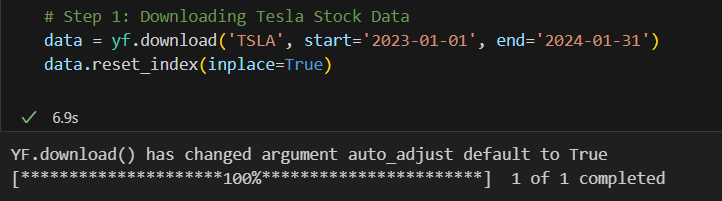 # Step 1: Downloading Tesla Stock Data
data = yf.download('TSLA', start='2023-01-01', end='2024-01-31')
data.reset_index(inplace=True)
6.9s
YF.download() has changed argument auto_adjust default to True
[*********************100%***********************]  1 of 1 completed